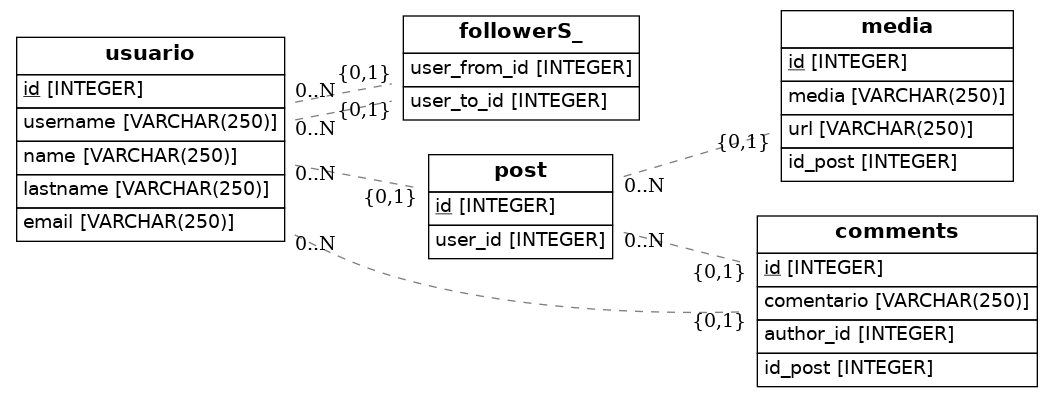 usuario
id [INTEGER]
username [VARCHAR(250)]
name [VARCHAR(250)]
lastname [VARCHAR(250)]
email [VARCHAR(250)]
0..N
{0,1}
0..N
{0,1}
followerS_
user_from_id [INTEGER]
user_to_id [INTEGER]
0..N
{0,1}
post
id [INTEGER]
user_id [INTEGER]
0..N
{0,1}
media
id [INTEGER]
media [VARCHAR(250)]
url [VARCHAR(250)]
id_post [INTEGER]
0..N
{0,1}
0..N
{0,1}
comments
id [INTEGER]
comentario [VARCHAR(250)]
author_id [INTEGER]
id_post [INTEGER]